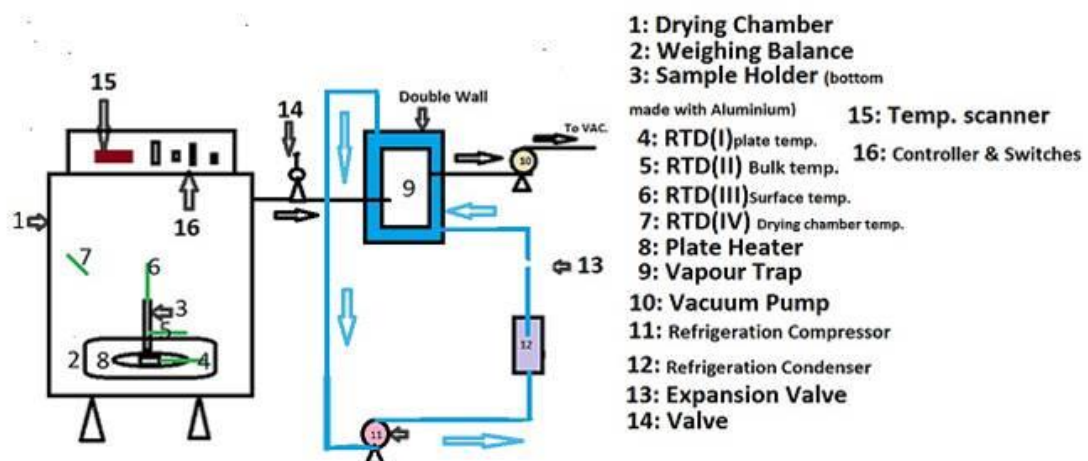 15
14
Double Wall
To VAC.
10
9
1
16
7
6
3
5
13
2
8
4
12
11
1: Drying Chamber
2: Weighing Balance
3: Sample Holder (bottom
made with Aluminium)
4: RTD(I)plate temp.
5: RTD(II) Bulk temp.
6: RTD(III)Surface temp.
7: RTD(IV) Drying chamber temp.
8: Plate Heater
9: Vapour Trap
10: Vacuum Pump
11: Refrigeration Compressor
12: Refrigeration Condenser
13: Expansion Valve
14: Valve
15: Temp. scanner
16: Controller & Switches